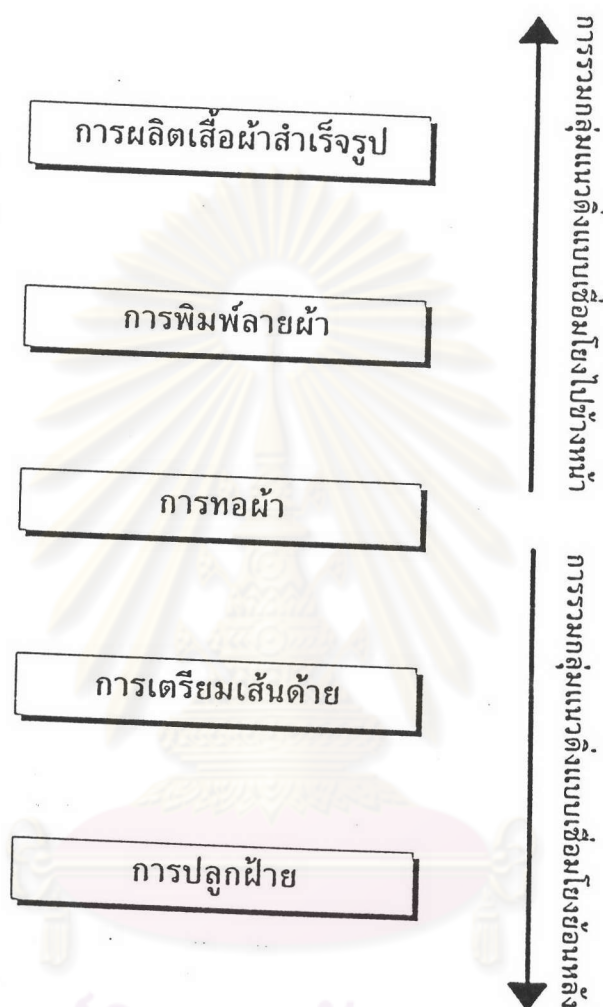 การผลิตเสื้อผ้าสำเร็จรูป
การพิมพ์ลายผ้า
การทอผ้า
การเตรียมเส้นด้าย
การปลูกฝ้าย
การรวมกลุ่มแนวดิ่งแบบเชื่อมโยงไปข้างหน้า
การรวมกลุ่มแนวดิ่งแบบเชื่อมโยงย้อนหลัง